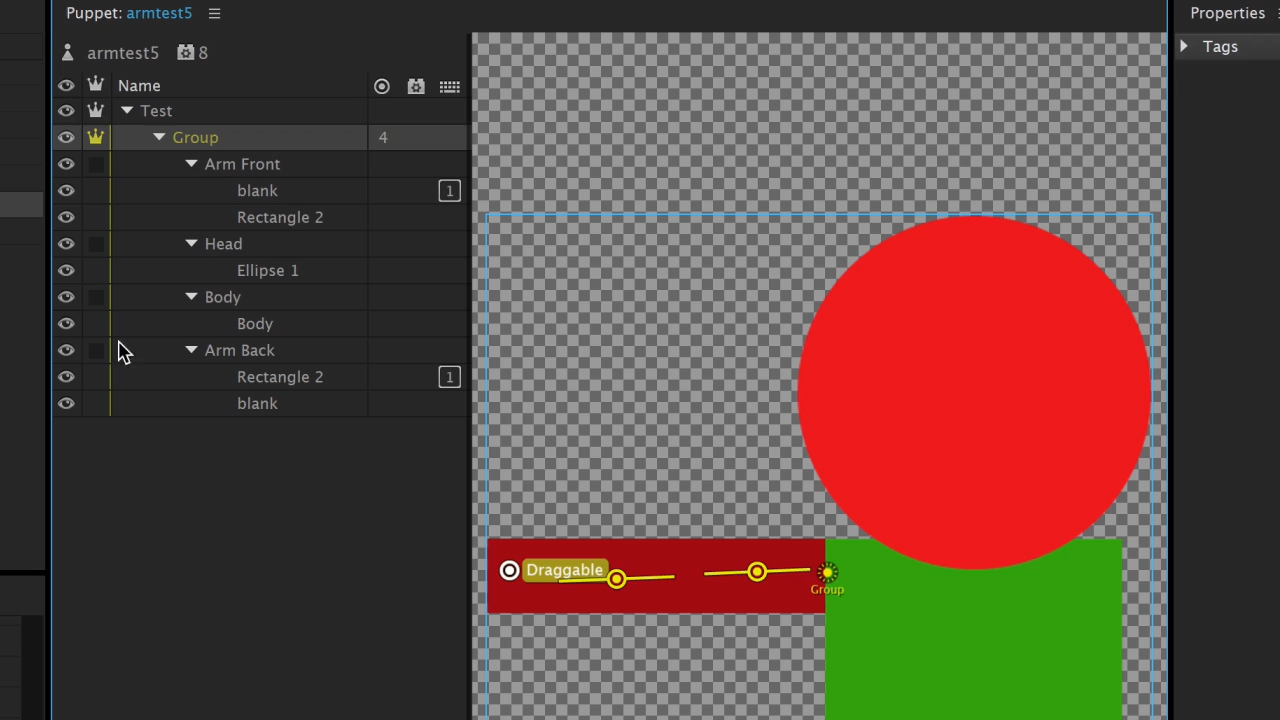 Puppet: armtest5
Properties
armtest5 8
Tags
Name
Test
Group 4
Arm Front
blank 1
Rectangle 2
Head
Ellipse 1
Body
Body
Arm Back
Rectangle 2 1
blank
Draggable
Group